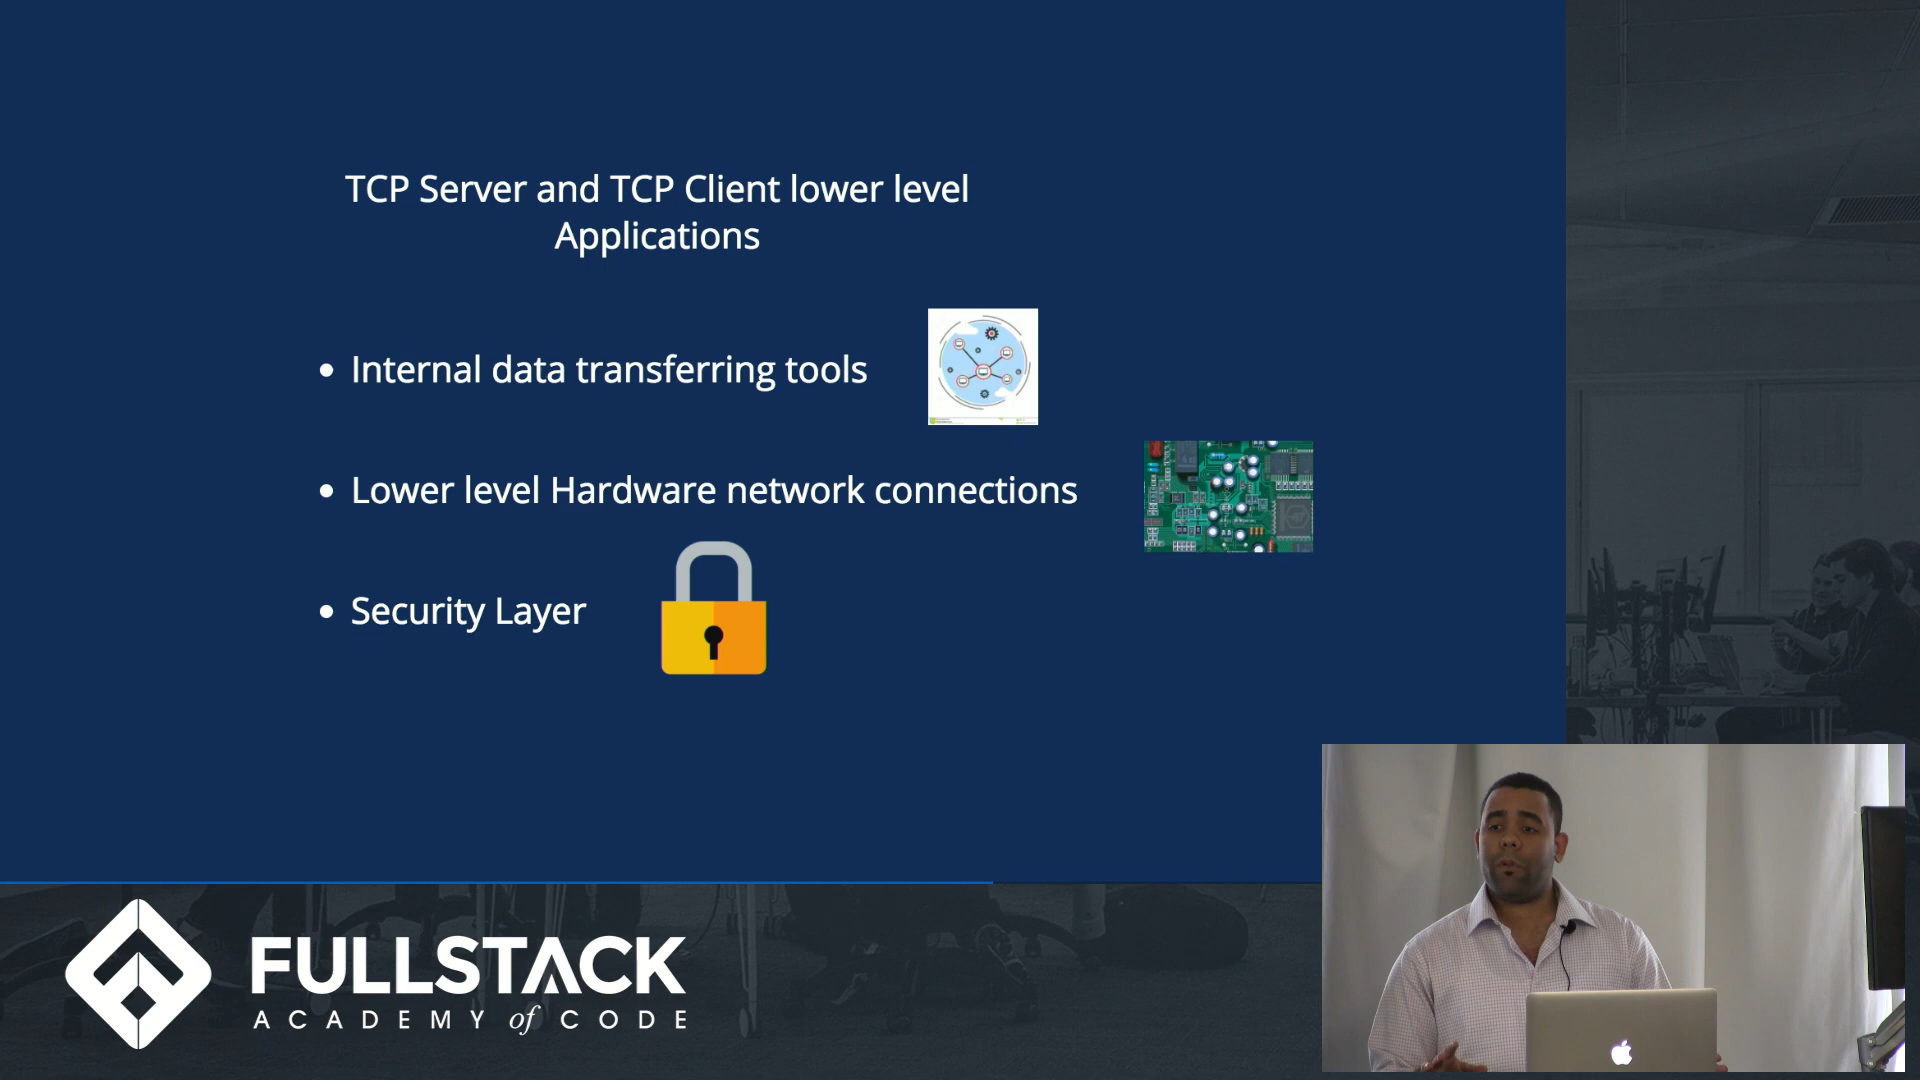 TCP Server and TCP Client lower level
Applications
• Internal data transferring tools
• Lower level Hardware network connections
• Security Layer
FULLSTACK
ACADEMY of CODE